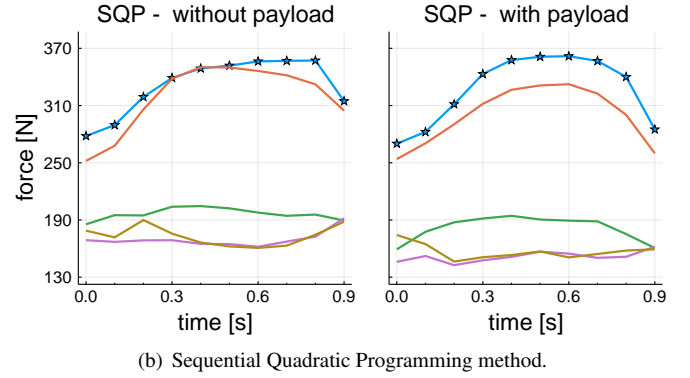 SQP -  without payload
SQP -  with payload
force [N]
370
310
250
190
130
0.0 0.3 0.6 0.9
0.0 0.3 0.6 0.9
time [s]
time [s]
(b) Sequential Quadratic Programming method.